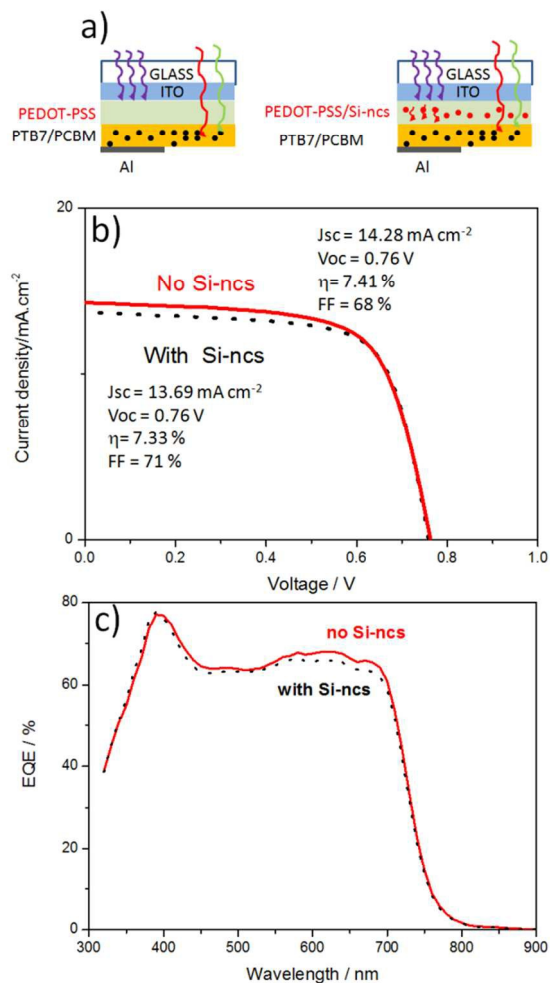 a)
GLASS
ITO
PEDOT-PSS
PTB7/PCBM
Al
GLASS
ITO
PEDOT-PSS/Si-ncs
PTB7/PCBM
Al
b)
20
10
0
Current density/mA.cm-2
Jsc = 14.28 mA cm-2
Voc = 0.76 V
η= 7.41 %
FF = 68 %
No Si-ncs
With Si-ncs
Jsc = 13.69 mA cm-2
Voc = 0.76 V
η= 7.33 %
FF = 71 %
0.0 0.2 0.4 0.6 0.8 1.0
Voltage / V
c)
80
60
40
20
0
EQE / %
no Si-ncs
with Si-ncs
300 400 500 600 700 800 900
Wavelength / nm